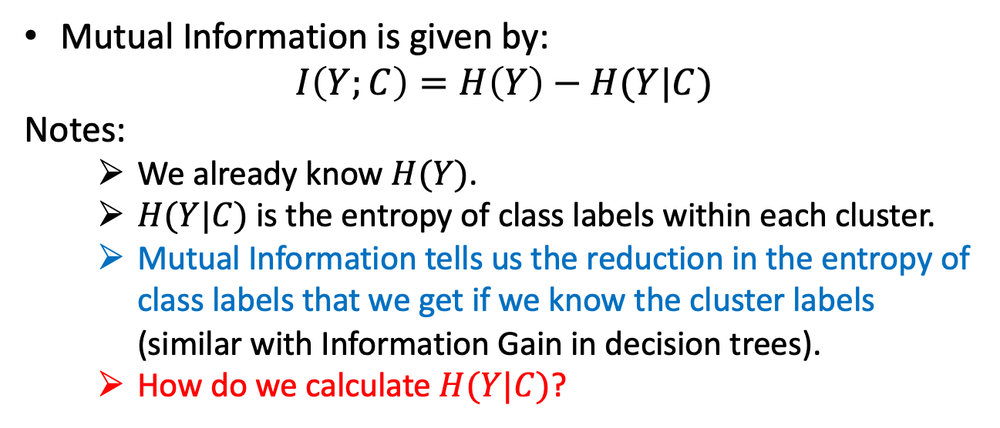 • Mutual Information is given by:
I(Y; C) = H(Y) − H(Y|C)
Notes:
➢ We already know H(Y).
➢ H(Y|C) is the entropy of class labels within each cluster.
➢ Mutual Information tells us the reduction in the entropy of
class labels that we get if we know the cluster labels
(similar with Information Gain in decision trees).
➢ How do we calculate H(Y|C)?